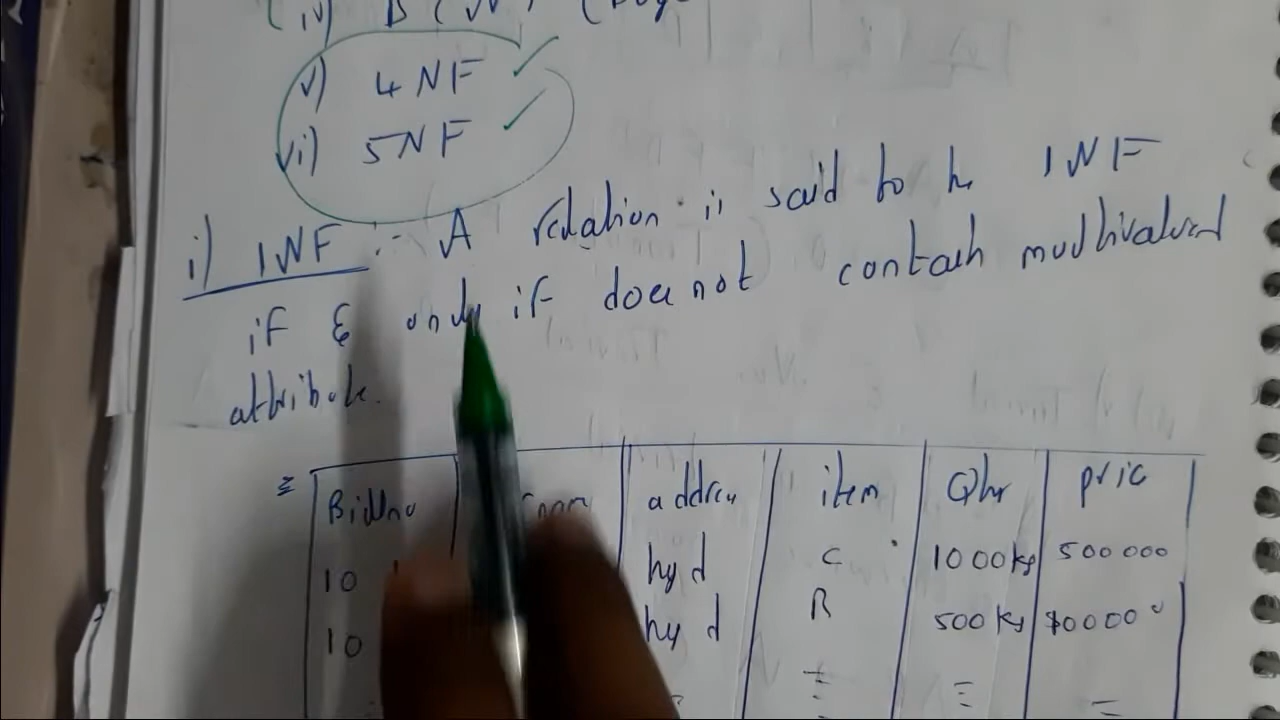 v) 4NF
vi) 5NF
i) 1NF :- A relation is said to be 1NF
if & only if does not contain multivalued
attribute.
Billno address item Qty price
10 hyd C 1000kg 500000
10 hyd R 500kg